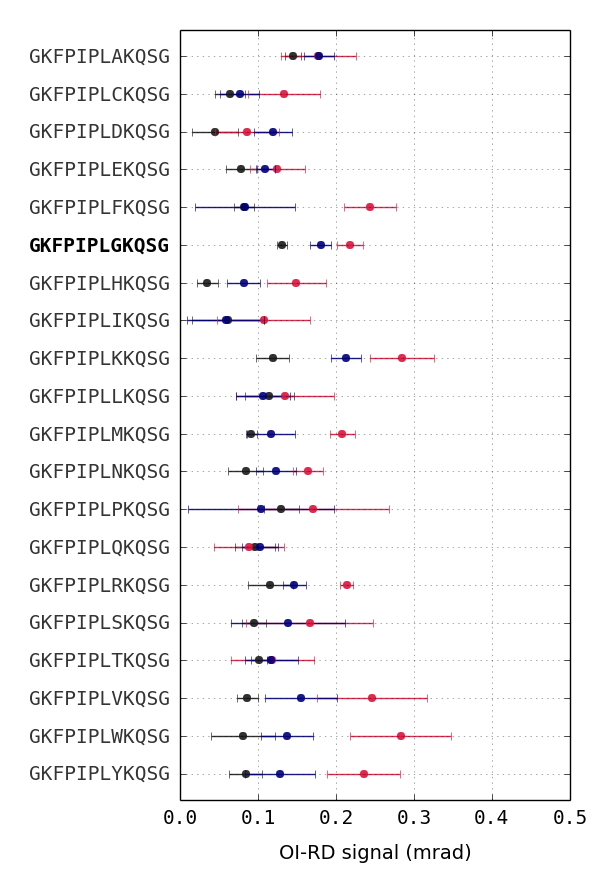 GKFPIPLAKQSG
GKFPIPLCKQSG
GKFPIPLDKQSG
GKFPIPLEKQSG
GKFPIPLFKQSG
GKFPIPLGKQSG
GKFPIPLHKQSG
GKFPIPLIKQSG
GKFPIPLKKQSG
GKFPIPLLKQSG
GKFPIPLMKQSG
GKFPIPLNKQSG
GKFPIPLPKQSG
GKFPIPLQKQSG
GKFPIPLRKQSG
GKFPIPLSKQSG
GKFPIPLTKQSG
GKFPIPLVKQSG
GKFPIPLWKQSG
GKFPIPLYKQSG
0.0 0.1 0.2 0.3 0.4 0.5
OI-RD signal (mrad)